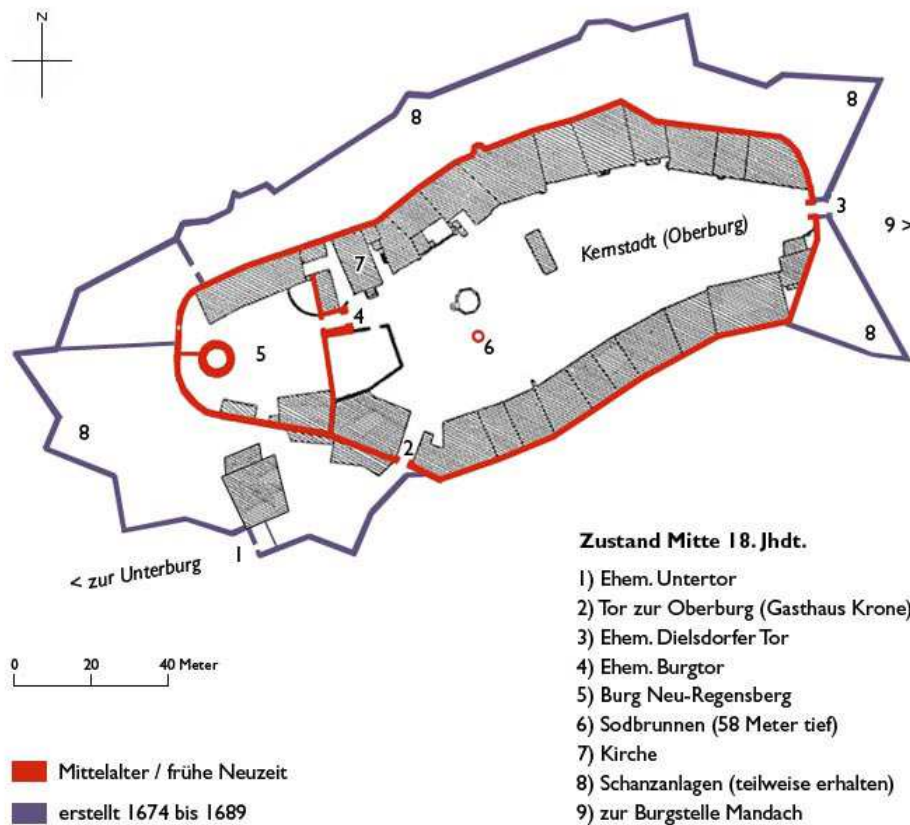 Z
8
8
3
9 >
Kernstadt (Oberburg)
7
4
6
5
8
8
2
1
< zur Unterburg
0 20 40 Meter
Mittelalter / frühe Neuzeit
erstellt 1674 bis 1689
Zustand Mitte 18. Jhdt.
1) Ehem. Untertor
2) Tor zur Oberburg (Gasthaus Krone)
3) Ehem. Dielsdorfer Tor
4) Ehem. Burgtor
5) Burg Neu-Regensberg
6) Sodbrunnen (58 Meter tief)
7) Kirche
8) Schanzanlagen (teilweise erhalten)
9) zur Burgstelle Mandach